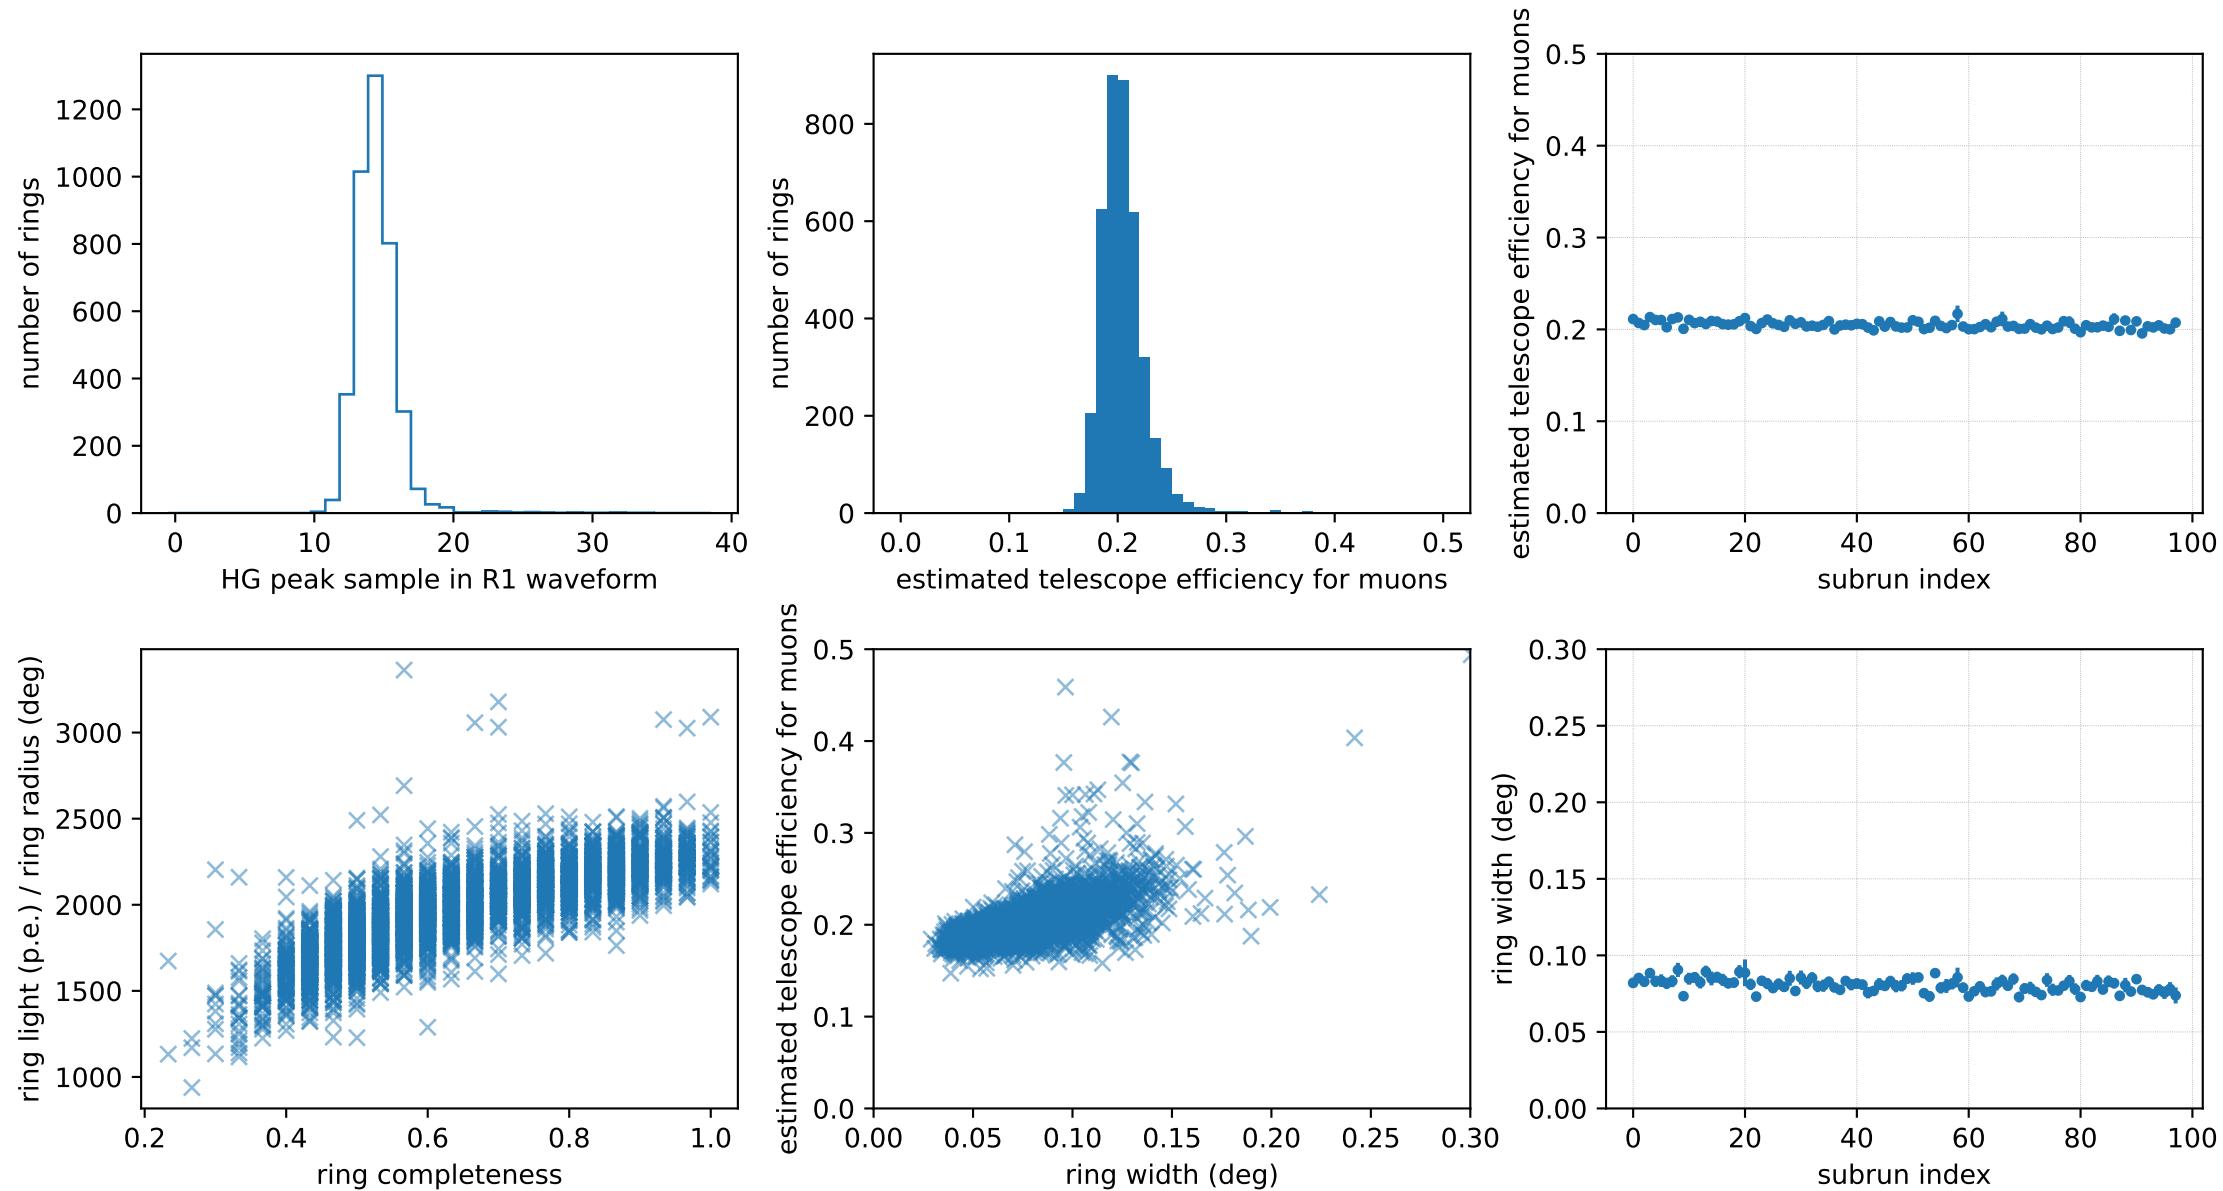 1200
1000
800
600
400
200
0
number of rings
0 10 20 30 40
HG peak sample in R1 waveform
800
600
400
200
0
number of rings
0.0 0.1 0.2 0.3 0.4 0.5
estimated telescope efficiency for muons
0.5
0.4
0.3
0.2
0.1
0.0
estimated telescope efficiency for muons
0 20 40 60 80 100
subrun index
3000
2500
2000
1500
1000
ring light (p.e.) / ring radius (deg)
0.2 0.4 0.6 0.8 1.0
ring completeness
0.5
0.4
0.3
0.2
0.1
0.0
estimated telescope efficiency for muons
0.00 0.05 0.10 0.15 0.20 0.25 0.30
ring width (deg)
0.30
0.25
0.20
0.15
0.10
0.05
0.00
ring width (deg)
0 20 40 60 80 100
subrun index